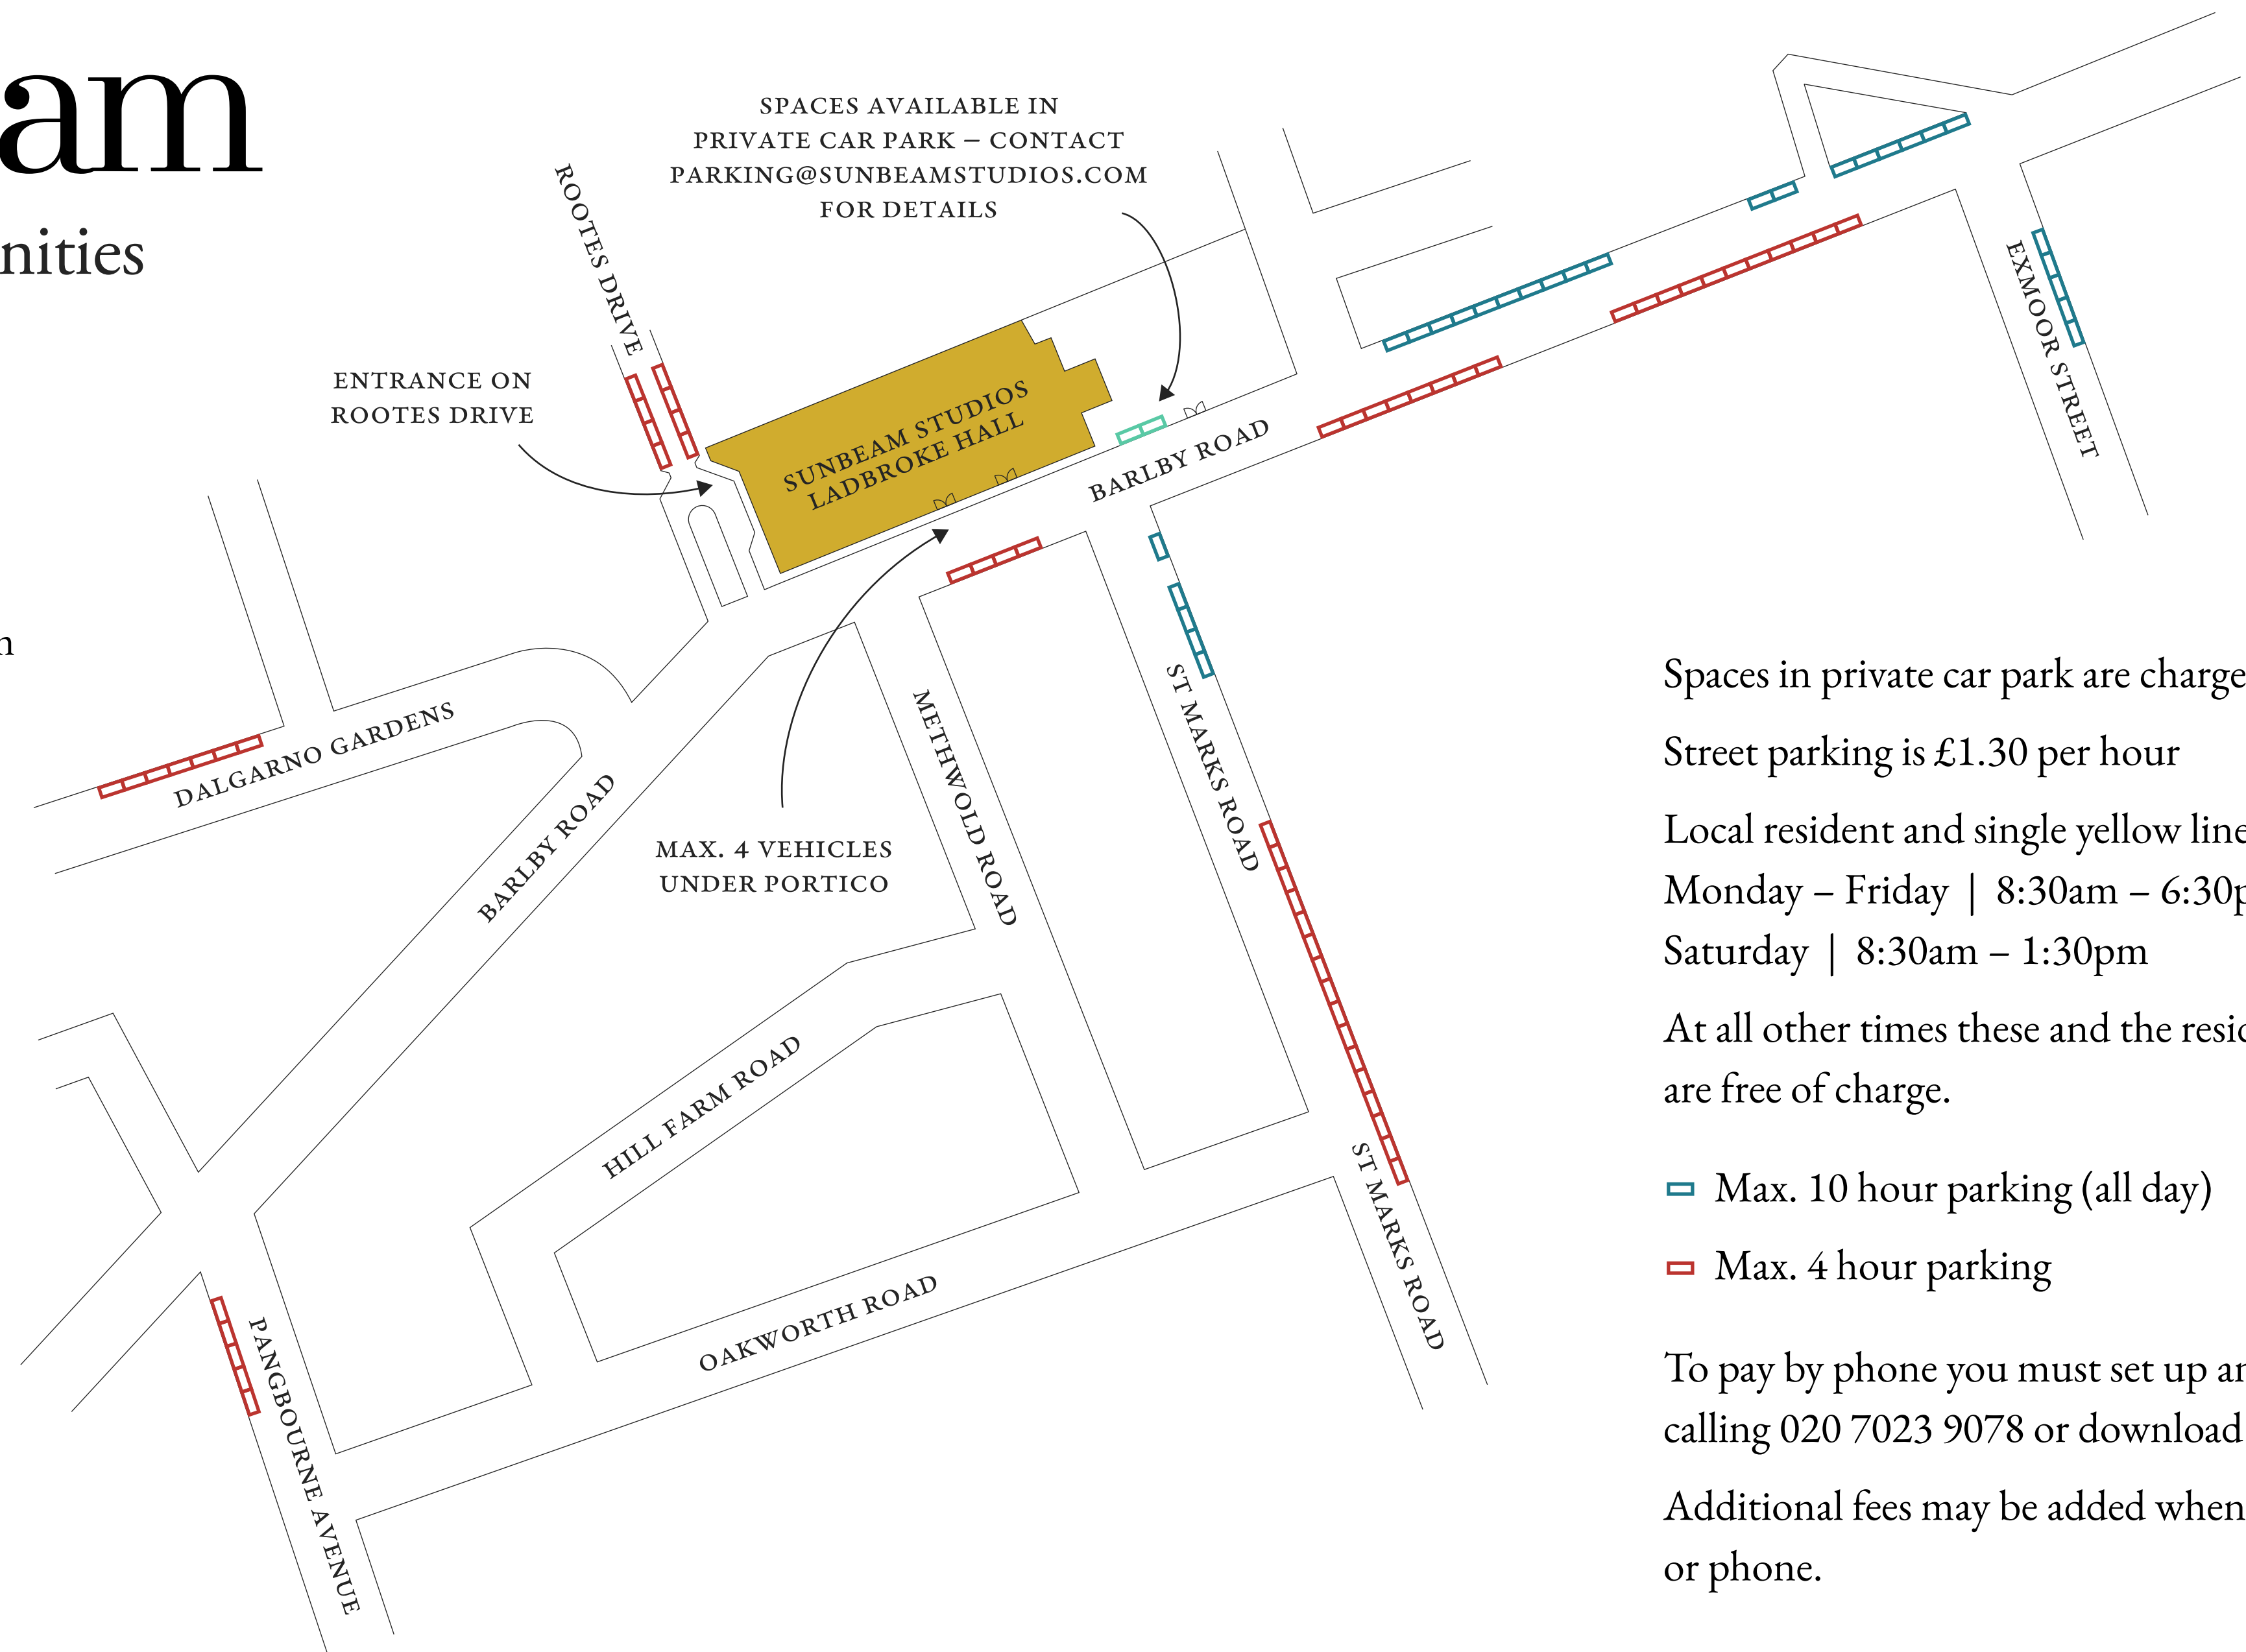 am
nities
n
SPACES AVAILABLE IN
PRIVATE CAR PARK – CONTACT
PARKING@SUNBEAMSTUDIOS.COM
FOR DETAILS
ROOTES DRIVE
ENTRANCE ON
ROOTES DRIVE
SUNBEAM STUDIOS
LADBROKE HALL
BARLBY ROAD
EXMOOR STREET
DALGARNO GARDENS
BARLBY ROAD
MAX. 4 VEHICLES
UNDER PORTICO
METHWOLD ROAD
ST MARKS ROAD
HILL FARM ROAD
OAKWORTH ROAD
ST MARKS ROAD
PANGBOURNE AVENUE
Spaces in private car park are charge
Street parking is £1.30 per hour
Local resident and single yellow line
Monday – Friday | 8:30am – 6:30p
Saturday | 8:30am – 1:30pm
At all other times these and the resid
are free of charge.
Max. 10 hour parking (all day)
Max. 4 hour parking
To pay by phone you must set up an
calling 020 7023 9078 or download
Additional fees may be added when
or phone.